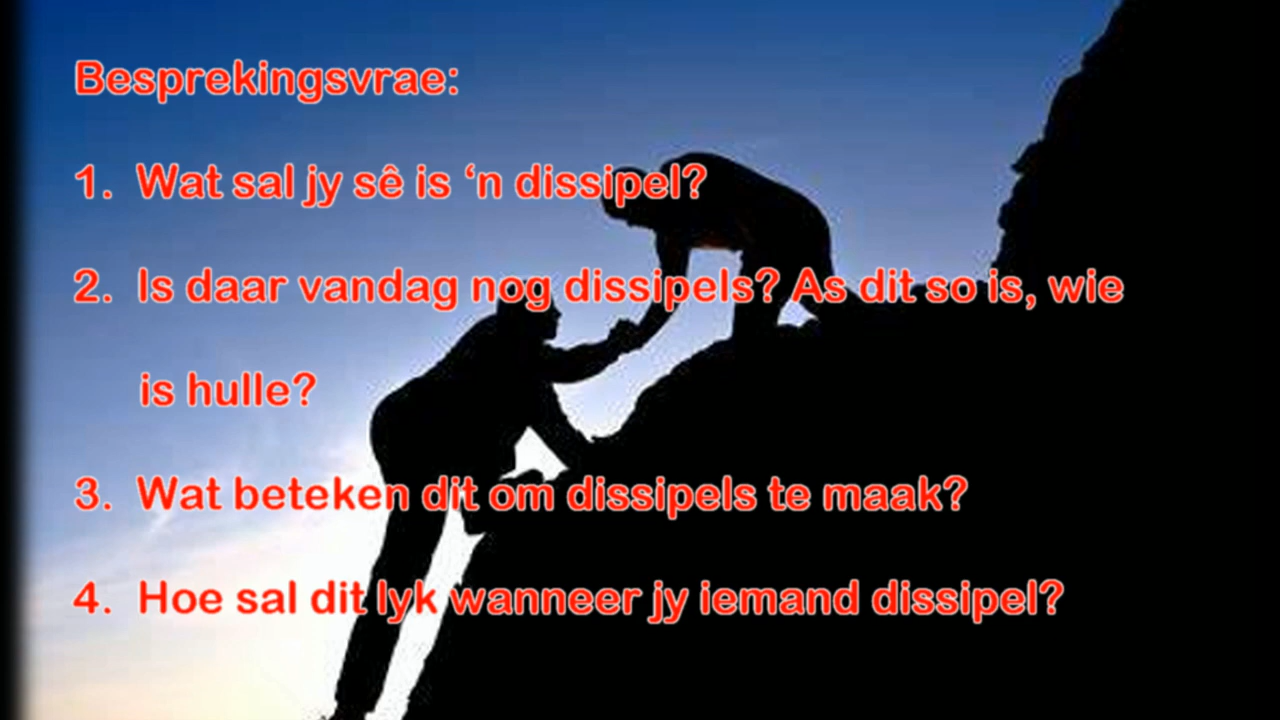 Besprekingsvrae:
1. Wat sal jy sê is ‘n dissipel?
2. Is daar vandag nog dissipels? As dit so is, wie
is hulle?
3. Wat beteken dit om dissipels te maak?
4. Hoe sal dit lyk wanneer jy iemand dissipel?